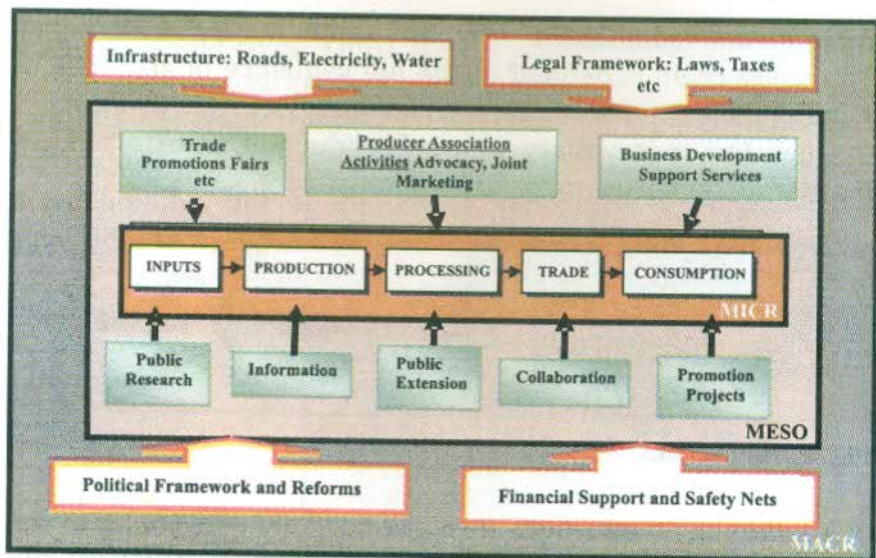 Infrastructure: Roads, Electricity, Water
Legal Framework: Laws, Taxes
etc
Trade
Promotions Fairs
etc
Producer Association
Activities Advocacy, Joint
Marketing
Business Development
Support Services
INPUTS
PRODUCTION
PROCESSING
TRADE
CONSUMPTION
MICR
Public
Research
Information
Public
Extension
Collaboration
Promotion
Projects
MESO
Political Framework and Reforms
Financial Support and Safety Nets
MACR